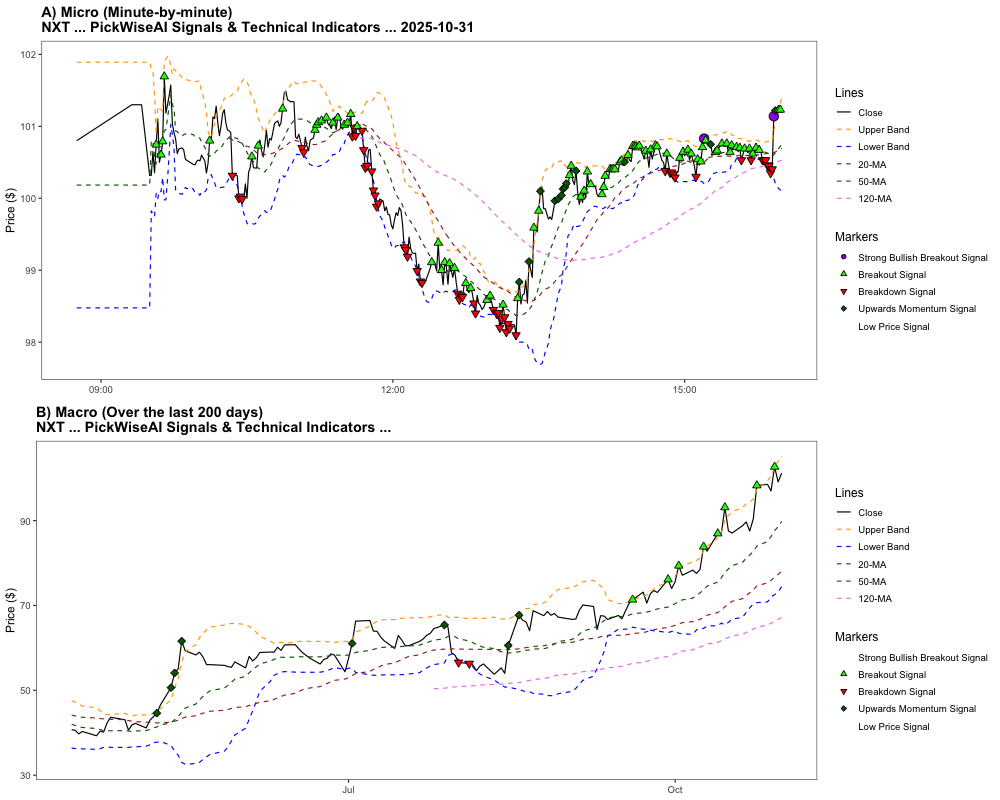 A) Micro (Minute-by-minute)
NXT ... PickWiseAI Signals & Technical Indicators ... 2025-10-31
Price ($)
102
101
100
99
98
09:00
12:00
15:00
Lines
Close
Upper Band
Lower Band
20-MA
50-MA
120-MA
Markers
Strong Bullish Breakout Signal
Breakout Signal
Breakdown Signal
Upwards Momentum Signal
Low Price Signal
B) Macro (Over the last 200 days)
NXT ... PickWiseAI Signals & Technical Indicators ...
Price ($)
90
70
50
30
Jul
Oct
Lines
Close
Upper Band
Lower Band
20-MA
50-MA
120-MA
Markers
Strong Bullish Breakout Signal
Breakout Signal
Breakdown Signal
Upwards Momentum Signal
Low Price Signal